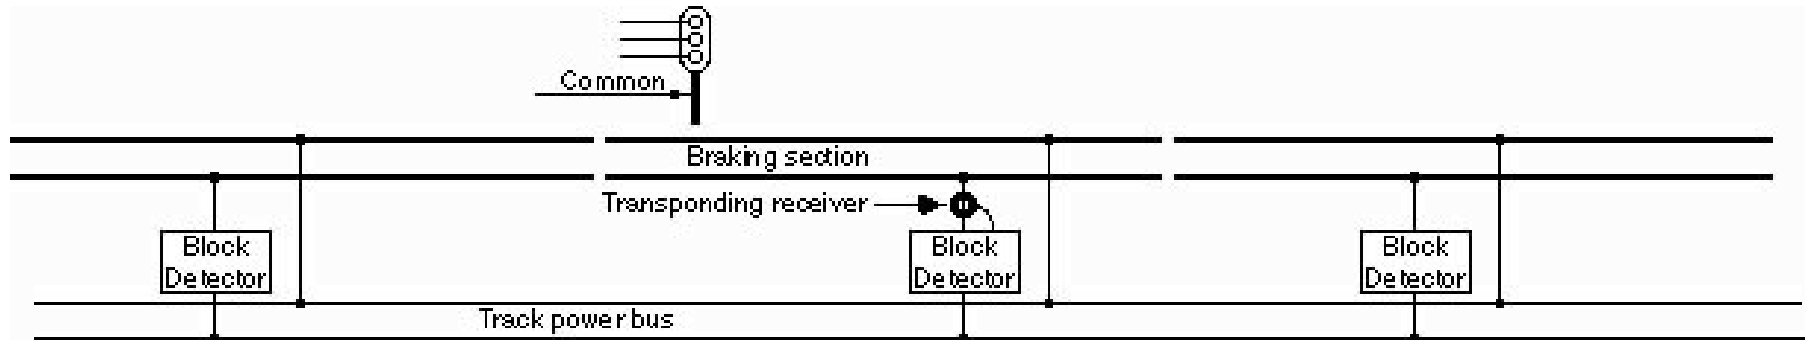 Common
Braking section
Transponding receiver
Block
Detector
Block
Detector
Block
Detector
Track power bus